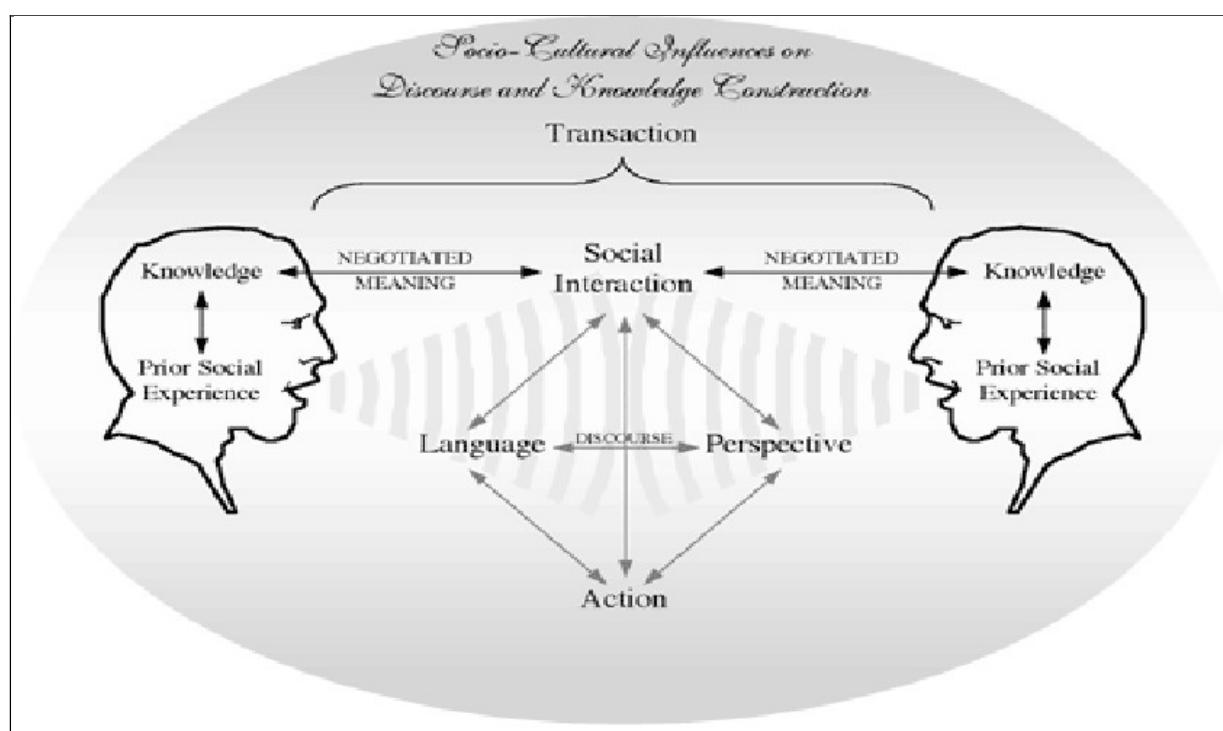 Socio-Cultural Influences on
Discourse and Knowledge Construction
Transaction
Knowledge
Prior Social
Experience
NEGOTIATED
MEANING
Social
Interaction
NEGOTIATED
MEANING
Knowledge
Prior Social
Experience
Language
DISCOURSE
Perspective
Action